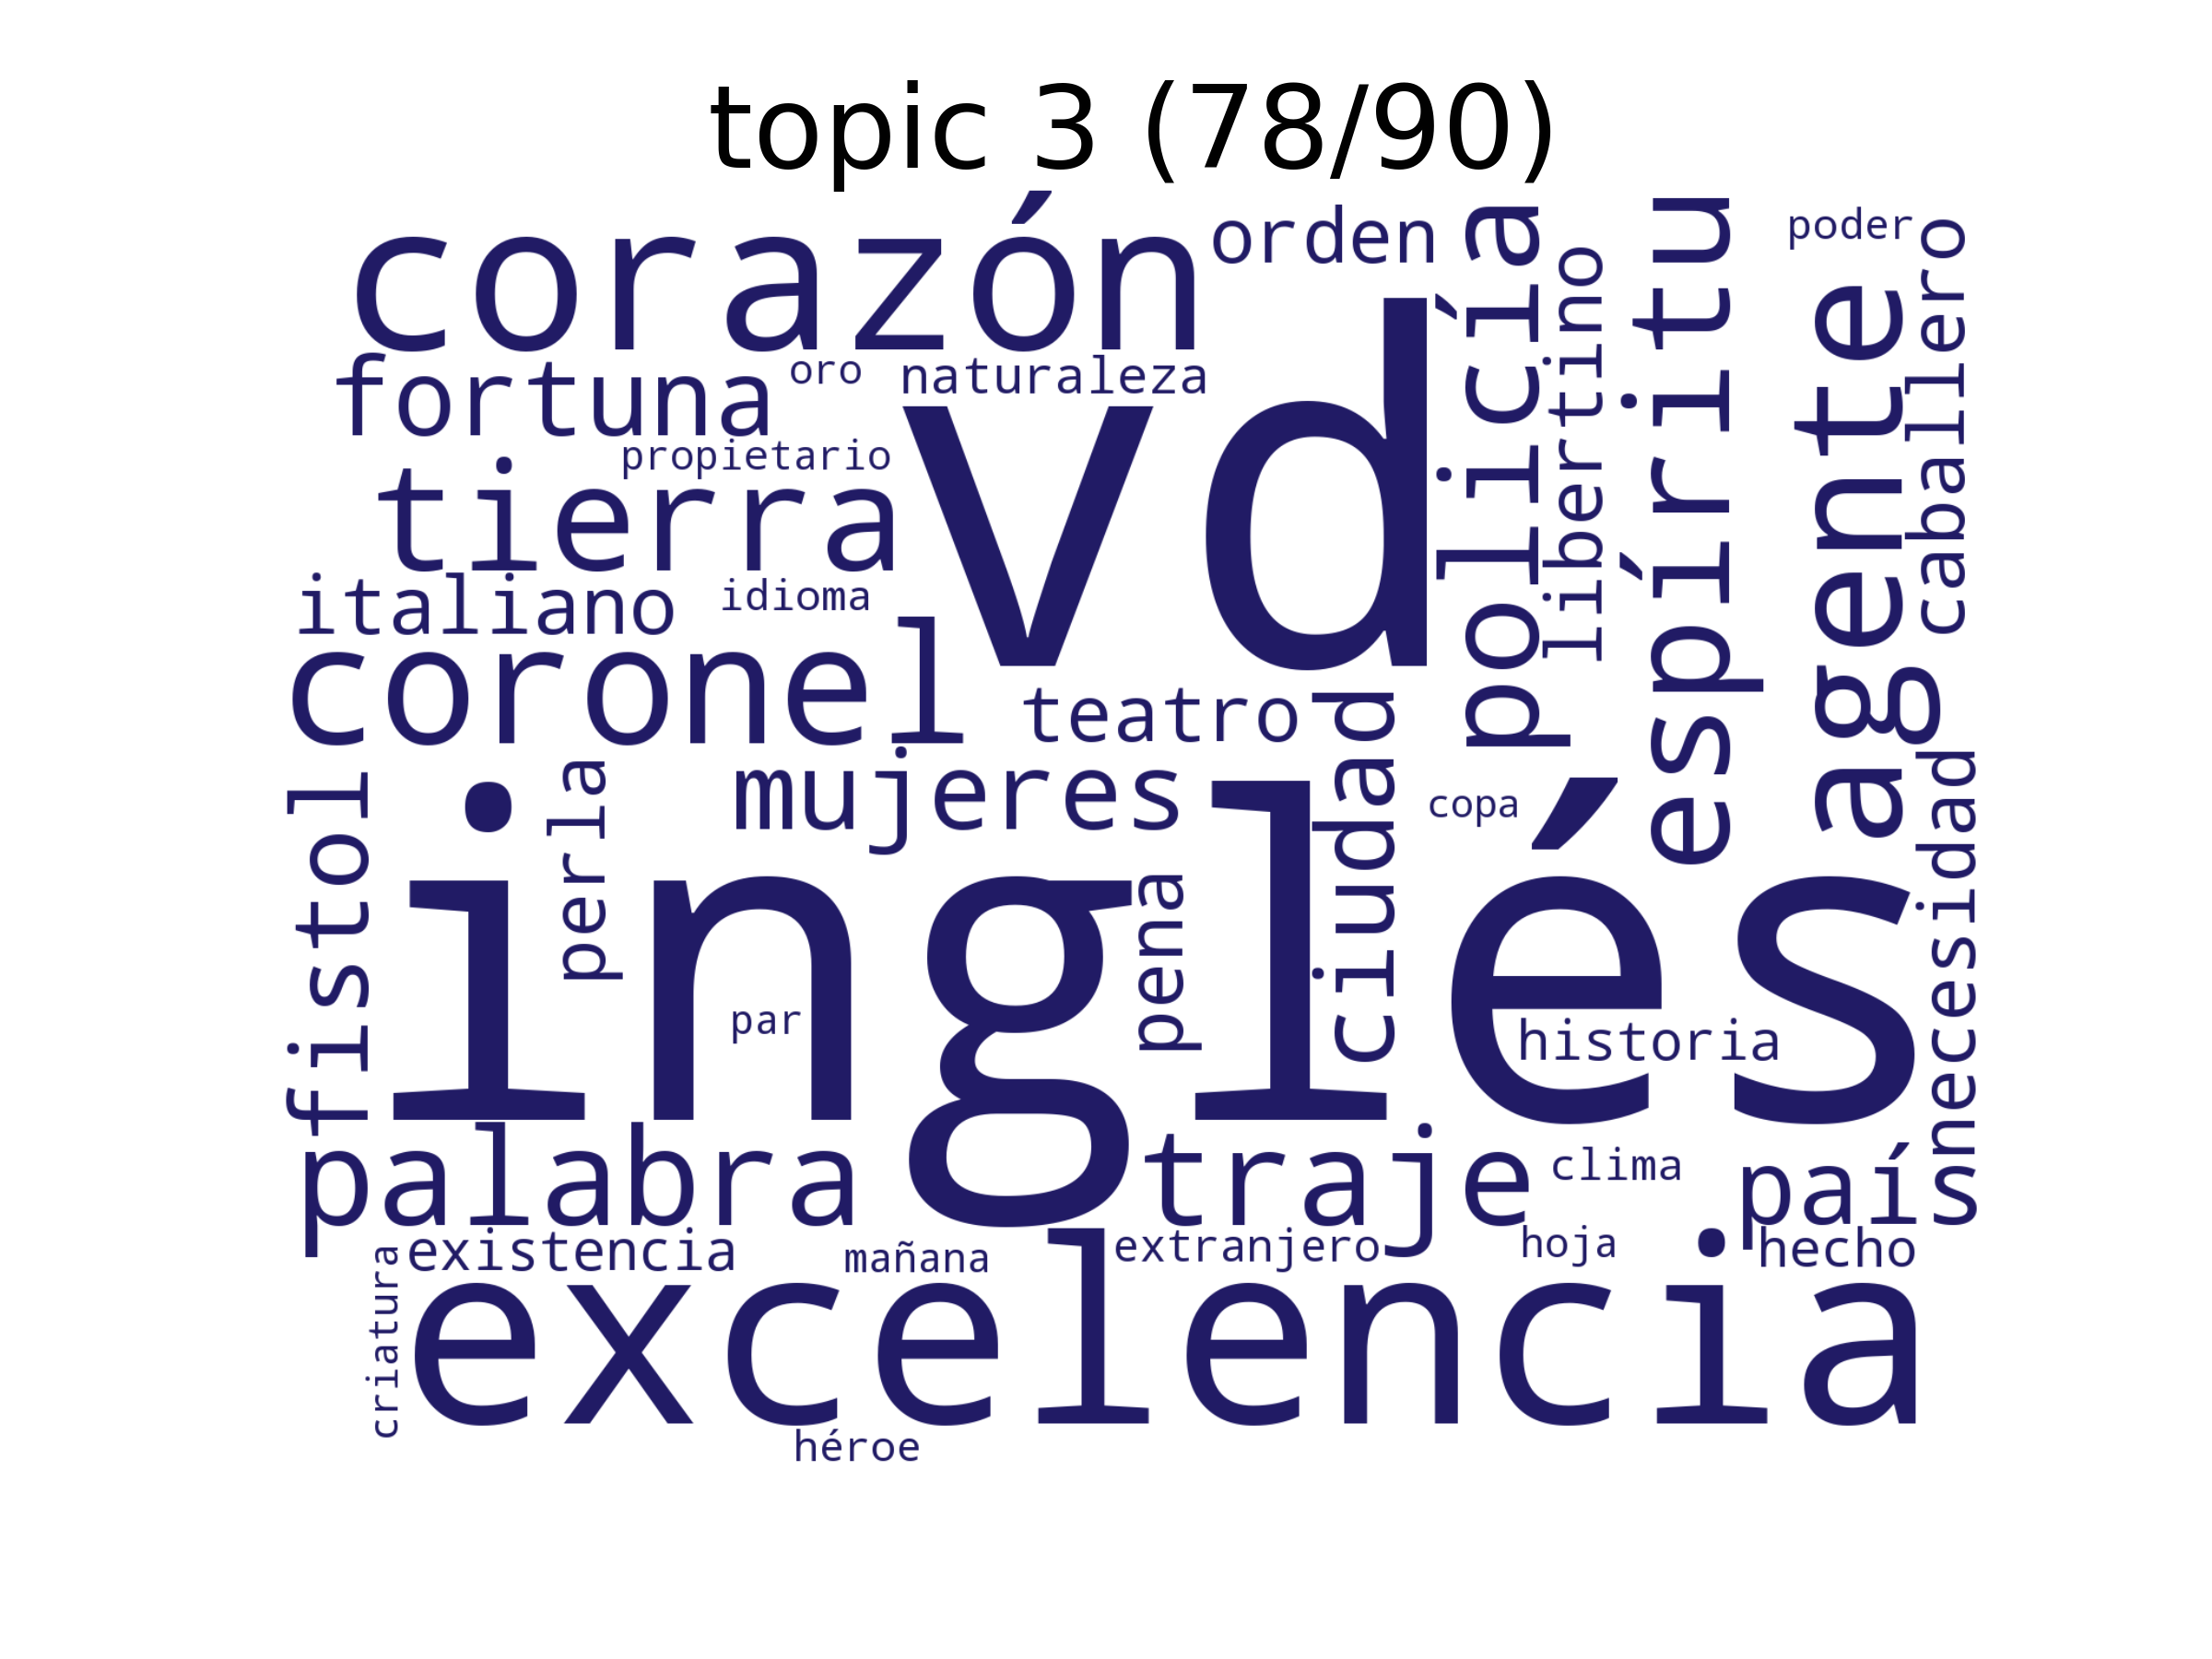 topic 3 (78/90)
corazón
orden
policía
libertino
espíritu
poder
agente
caballero
fortuna
oro
naturaleza
vd
propietario
tierra
italiano
idioma
coronel
teatro
ciudad
mujeres
copa
fistol
perla
inglés
pena
par
historia
necesidad
palabra
traje
clima
país
existencia
mañana
extranjero
hoja
hecho
criatura
excelencia
héroe